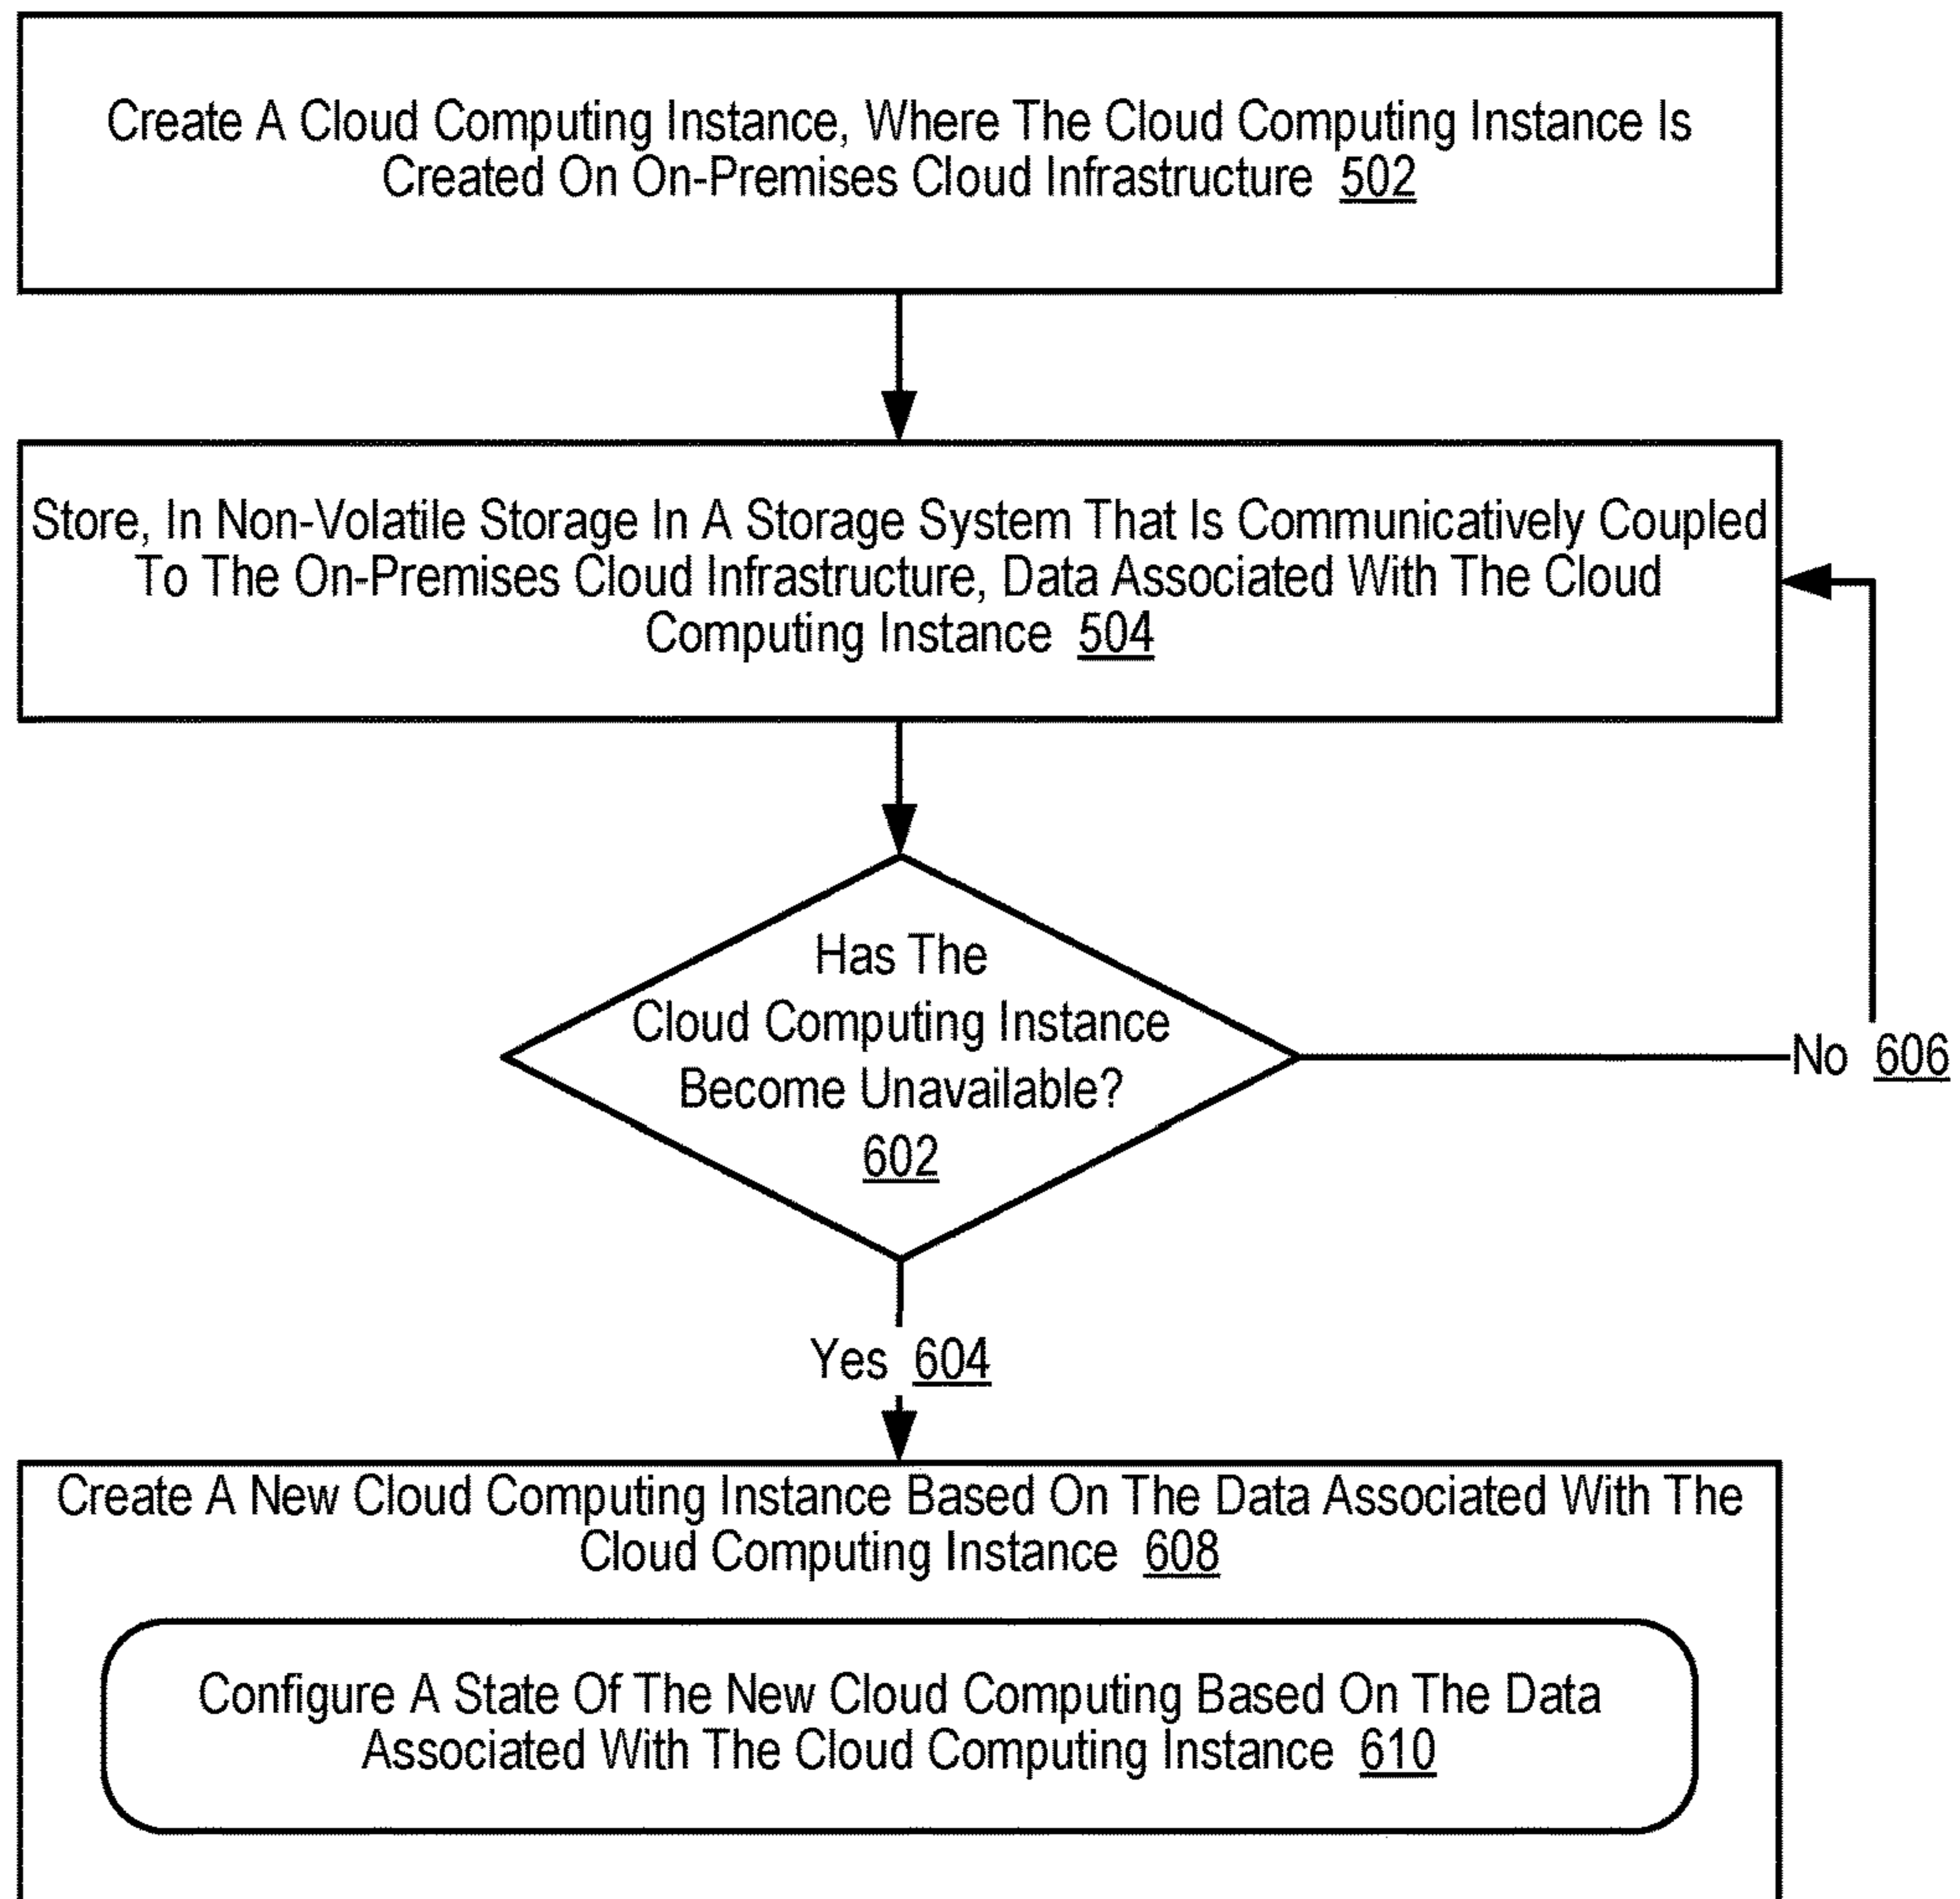 Create A Cloud Computing Instance, Where The Cloud Computing Instance Is
Created On On-Premises Cloud Infrastructure 502
Store, In Non-Volatile Storage In A Storage System That Is Communicatively Coupled
To The On-Premises Cloud Infrastructure, Data Associated With The Cloud
Computing Instance 504
Has The
Cloud Computing Instance
Become Unavailable?
602
No 606
Yes 604
Create A New Cloud Computing Instance Based On The Data Associated With The
Cloud Computing Instance 608
Configure A State Of The New Cloud Computing Based On The Data
Associated With The Cloud Computing Instance 610